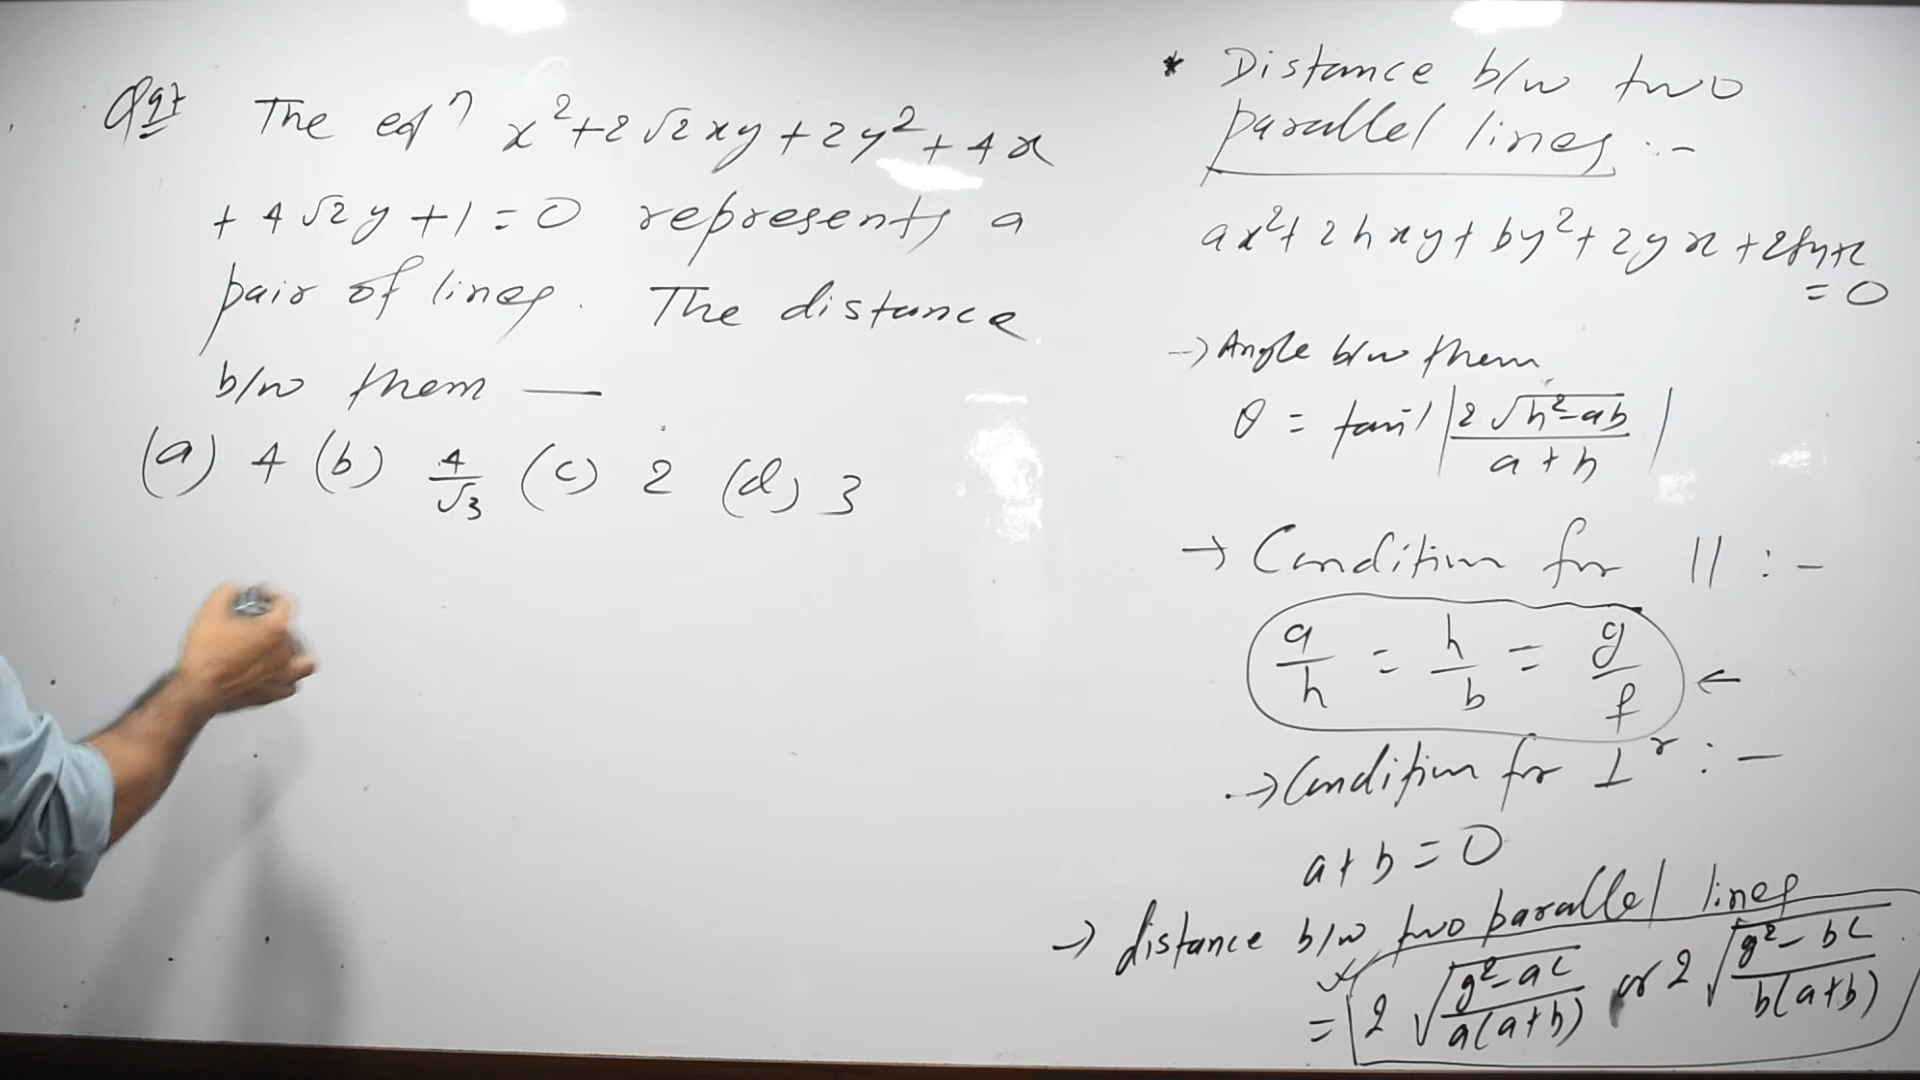 Qst The eqn x²+2√2xy+2y²+4x
+4√2y+1=0 represents a
pair of lines. The distance
b/w them —
(a) 4 (b) 4/√3 (c) 2 (d) 3
* Distance b/w two
parallel lines :-
ax²+2hxy+by²+2gx+2fy+c
=0
→ Angle b/w them
θ = tan⁻¹ |2√(h²-ab)/(a+h)|
→ Condition for || :-
a/h = h/b = g/f ←
→ Condition for ⊥r :-
a+b=0
→ distance b/w two parallel lines
= 2√((g²-ac)/(a(a+b))) or 2√((g²-bc)/(b(a+b)))